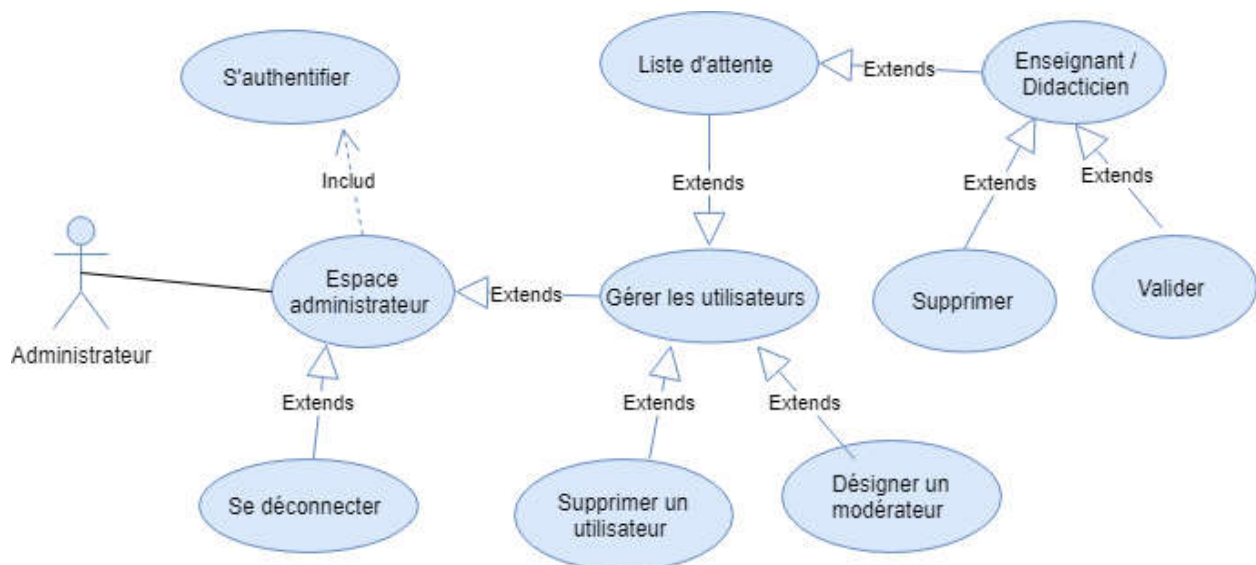 S'authentifier
Liste d'attente
Extends
Enseignant /
Didacticien
Includ
Extends
Extends
Extends
Administrateur
Espace
administrateur
Extends
Gérer les utilisateurs
Supprimer
Valider
Extends
Extends
Extends
Se déconnecter
Supprimer un
utilisateur
Désigner un
modérateur